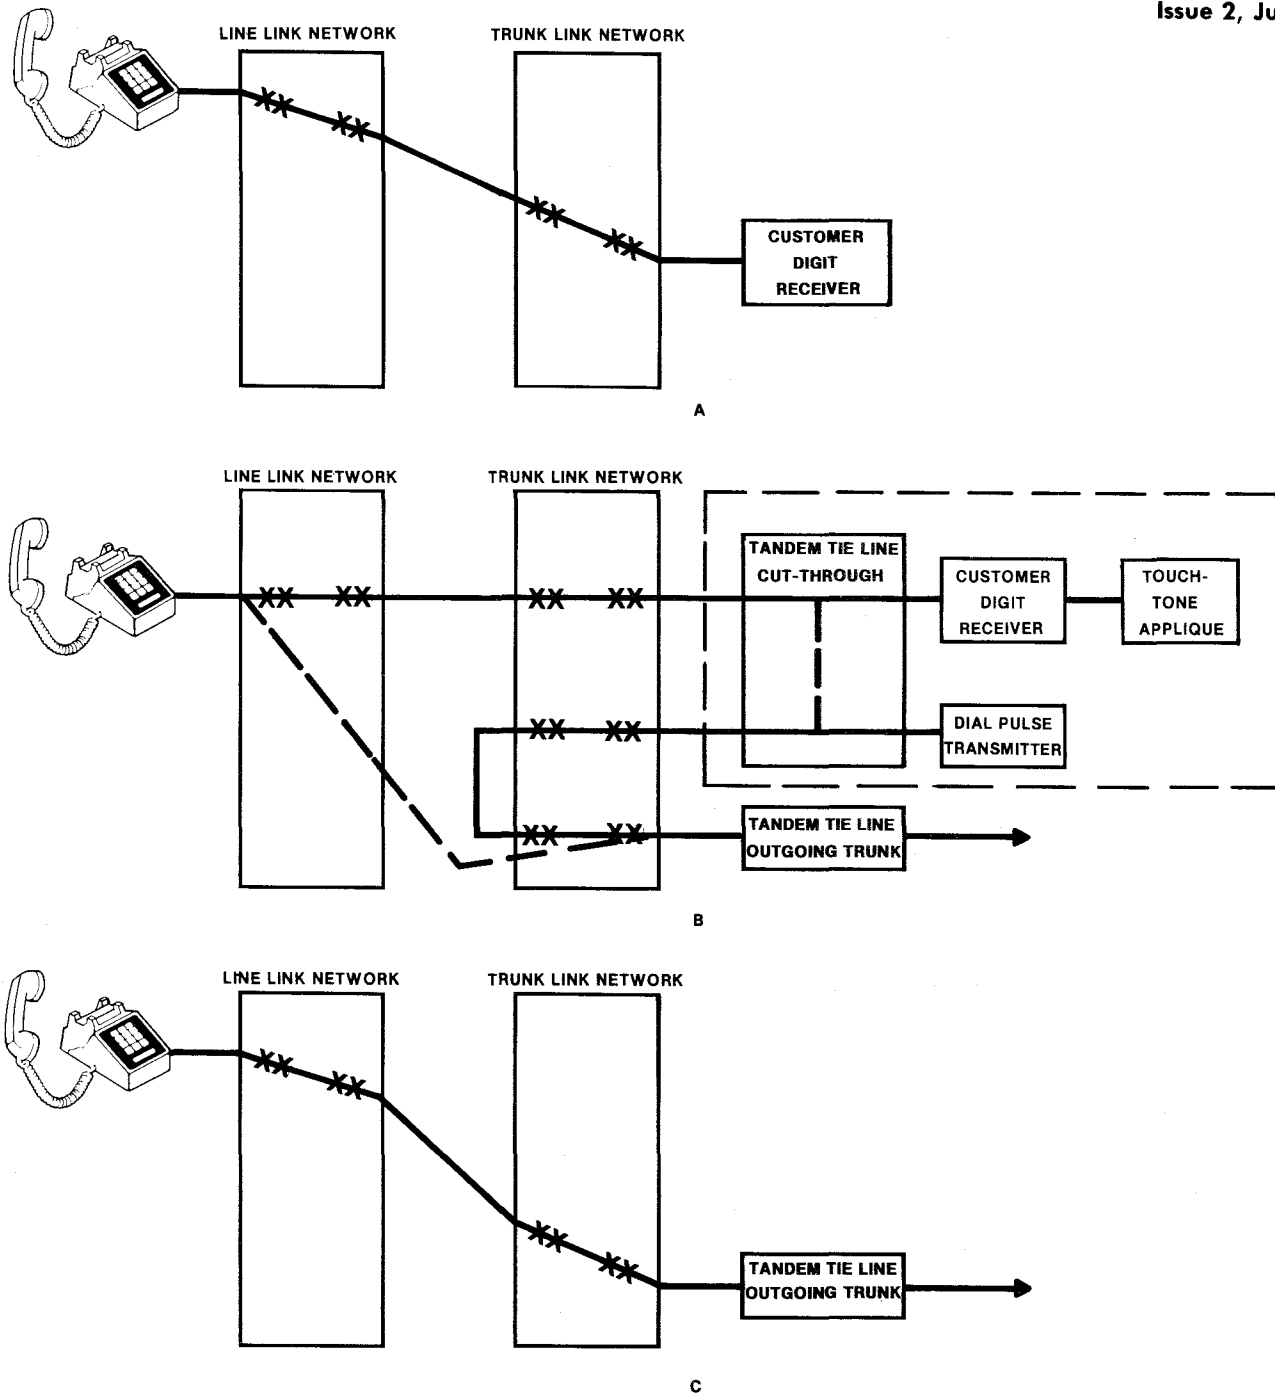 Issue 2, Ju
LINE LINK NETWORK
TRUNK LINK NETWORK
CUSTOMER
DIGIT
RECEIVER
A
LINE LINK NETWORK
TRUNK LINK NETWORK
TANDEM TIE LINE
CUT-THROUGH
CUSTOMER
DIGIT
RECEIVER
TOUCH-
TONE
APPLIQUE
DIAL PULSE
TRANSMITTER
TANDEM TIE LINE
OUTGOING TRUNK
B
LINE LINK NETWORK
TRUNK LINK NETWORK
TANDEM TIE LINE
OUTGOING TRUNK
C